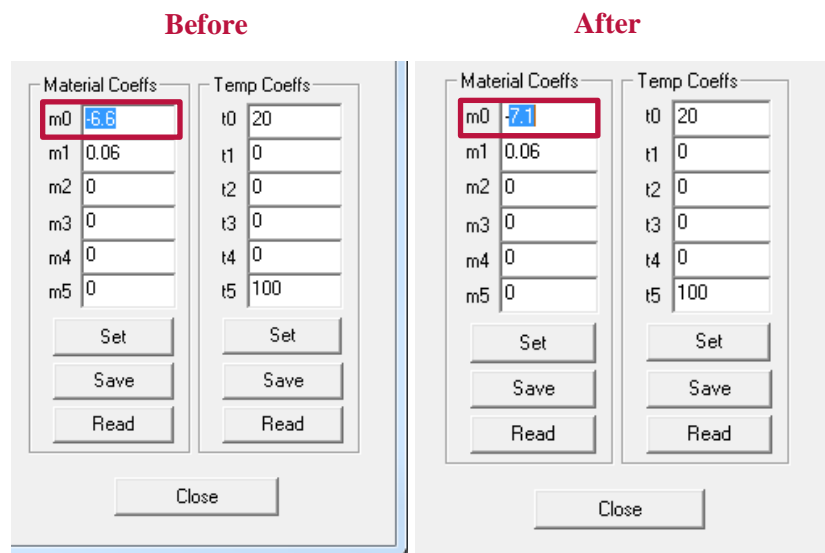 Before
Material Coeffs Temp Coeffs
m0 -6.6 t0 20
m1 0.06 t1 0
m2 0 t2 0
m3 0 t3 0
m4 0 t4 0
m5 0 t5 100
Set Set
Save Save
Read Read
Close
After
Material Coeffs Temp Coeffs
m0 -7.1 t0 20
m1 0.06 t1 0
m2 0 t2 0
m3 0 t3 0
m4 0 t4 0
m5 0 t5 100
Set Set
Save Save
Read Read
Close